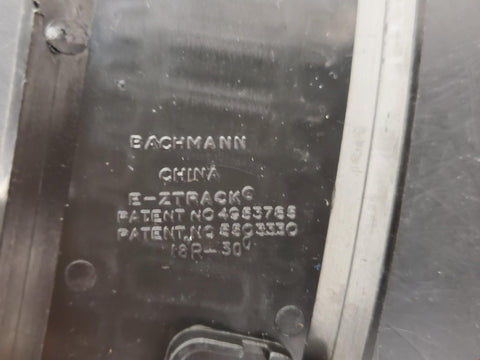 BACHMANN
CHINA
E-ZTRACK©
PATENT NO 4953785
PATENT.NO 5503330
18R-30°